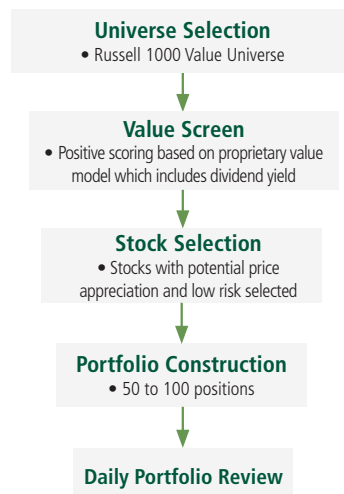 Universe Selection
• Russell 1000 Value Universe
Value Screen
• Positive scoring based on proprietary value
model which includes dividend yield
Stock Selection
• Stocks with potential price
appreciation and low risk selected
Portfolio Construction
• 50 to 100 positions
Daily Portfolio Review